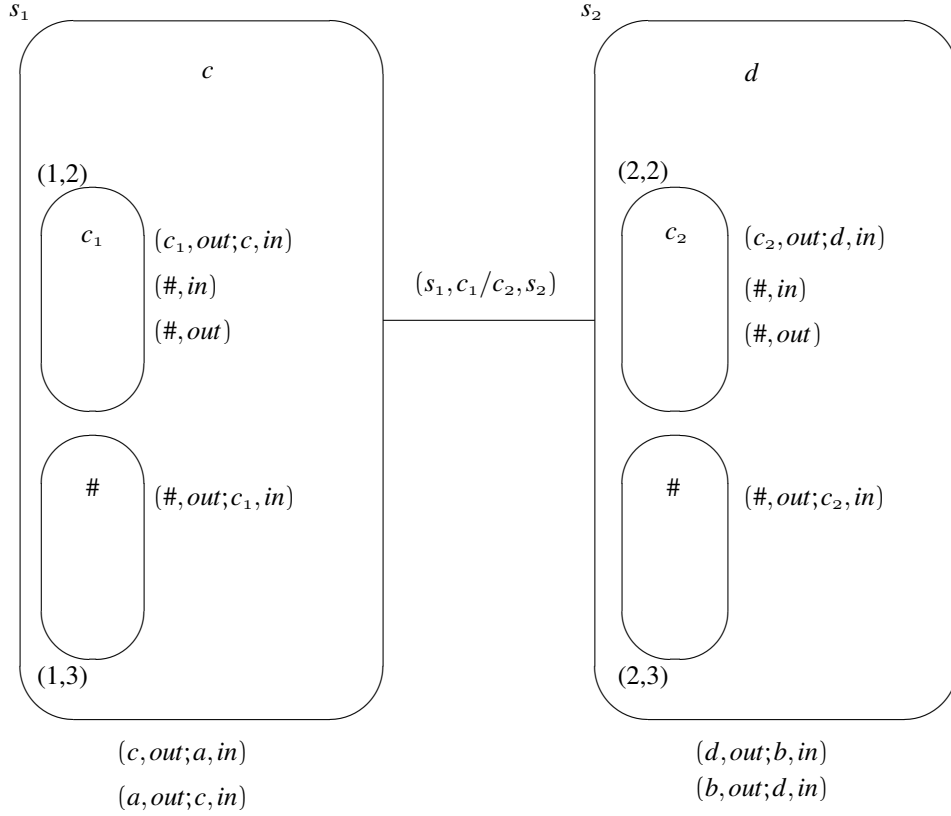 s₁
c
(1,2)
c₁
(c₁, out; c, in)
(#, in)
(#, out)
#
(#, out; c₁, in)
(1,3)
(c, out; a, in)
(a, out; c, in)
(s₁, c₁/c₂, s₂)
s₂
d
(2,2)
c₂
(c₂, out; d, in)
(#, in)
(#, out)
#
(#, out; c₂, in)
(2,3)
(d, out; b, in)
(b, out; d, in)